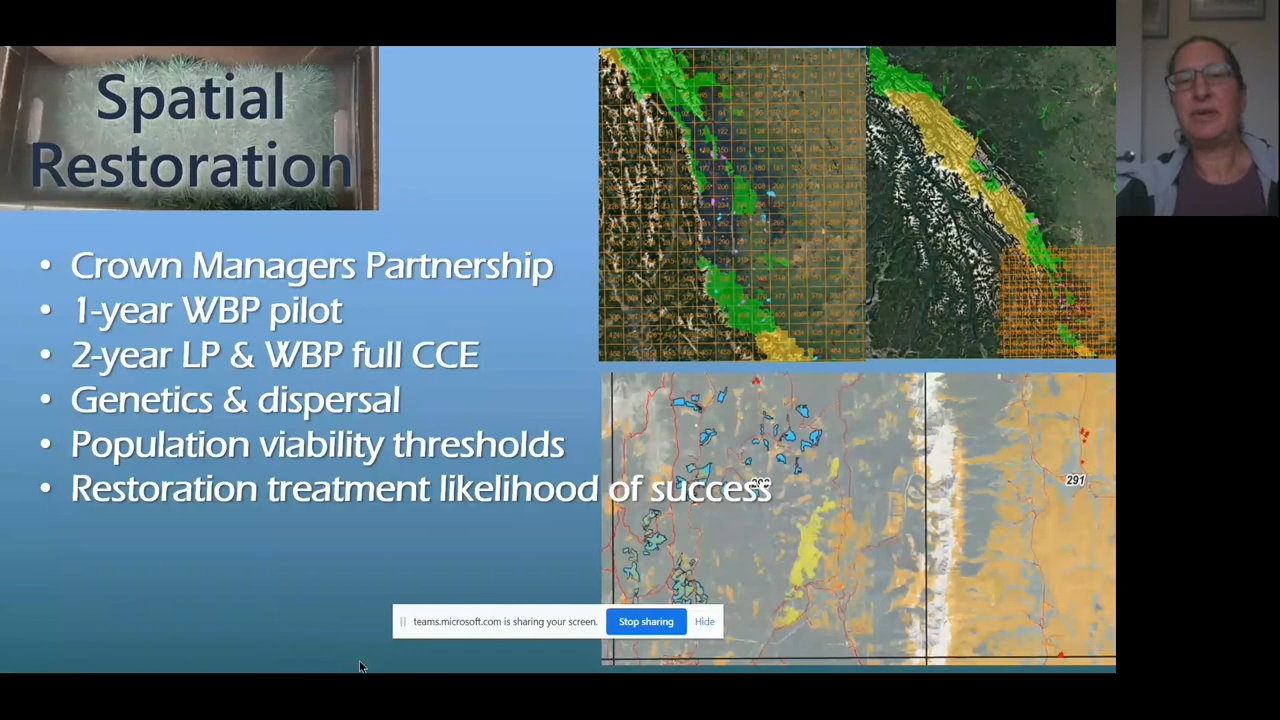 Spatial
Restoration
• Crown Managers Partnership
• 1-year WBP pilot
• 2-year LP & WBP full CCE
• Genetics & dispersal
• Population viability thresholds
• Restoration treatment likelihood of success
291
teams.microsoft.com is sharing your screen.
Stop sharing
Hide